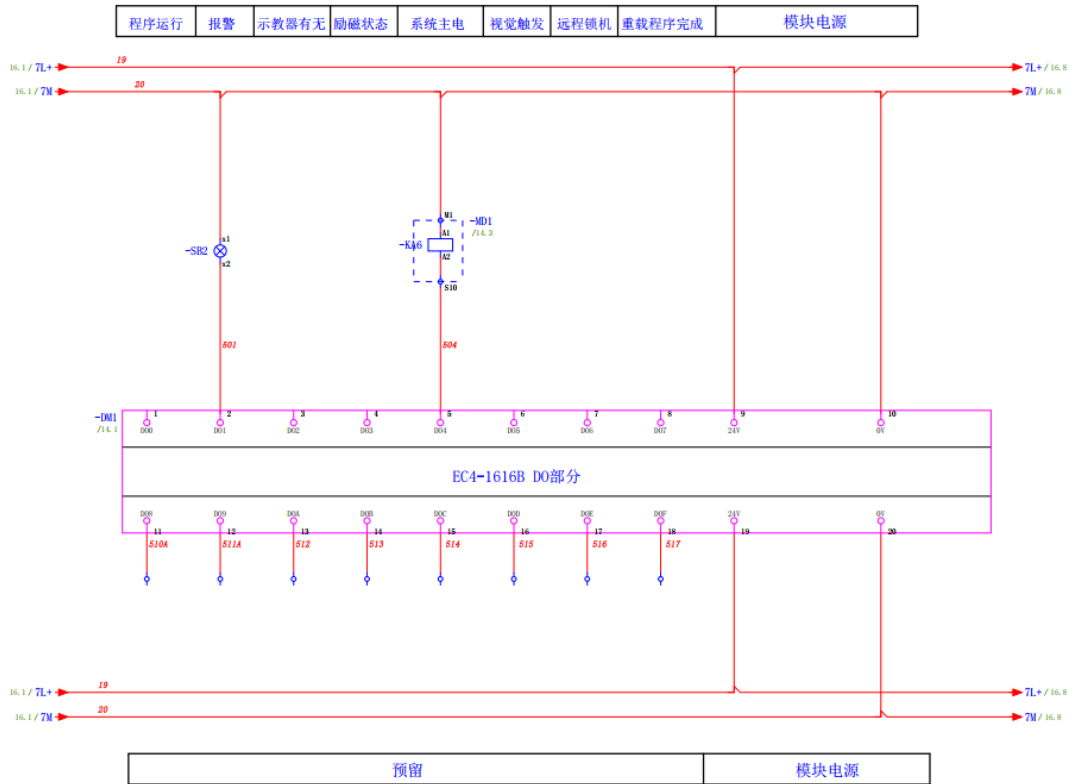 程序运行 报警 示教器有无 励磁状态 系统主电 视觉触发 远程锁机 重载程序完成 模块电源
19
16.1 / 7L+ 7L+ / 16.8
20
16.1 / 7M 7M / 16.8
M1
-MD1
/14.3
x1 A1
-SB2 -KA6
x2 A2
S10
501 504
-DM1 1 2 3 4 5 6 7 8 9 10
/14.1 DO0 DO1 DO2 DO3 DO4 DO5 DO6 DO7 24V 0V
EC4-1616B DO部分
DO8 DO9 DOA DOB DOC DOD DOE DOF 24V 0V
11 12 13 14 15 16 17 18 19 20
510A 511A 512 513 514 515 516 517
19
16.1 / 7L+ 7L+ / 16.8
20
16.1 / 7M 7M / 16.8
预留 模块电源